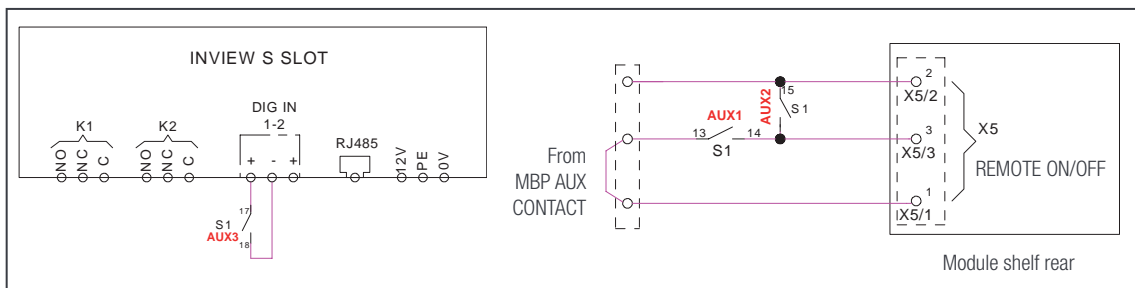 INVIEW S SLOT
DIG IN
1-2
K1
K2
RJ485
NO
NC
C
NO
NC
C
+
-
+
12V
PE
0V
17
S1
AUX3
18
From
MBP AUX
CONTACT
AUX1
13
14
S1
AUX2
15
S1
2
X5/2
3
X5/3
1
X5/1
X5
REMOTE ON/OFF
Module shelf rear